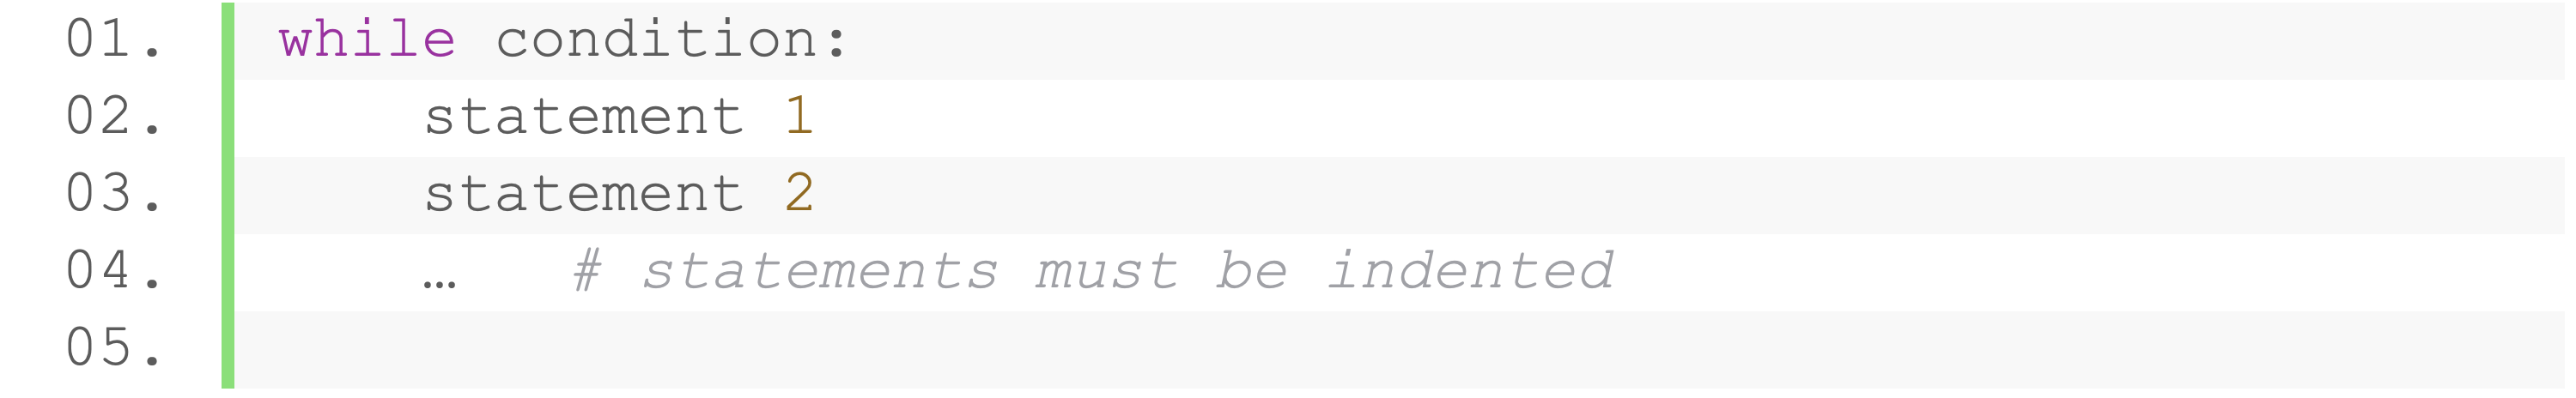 01. while condition:
02.     statement 1
03.     statement 2
04.     …   # statements must be indented
05.